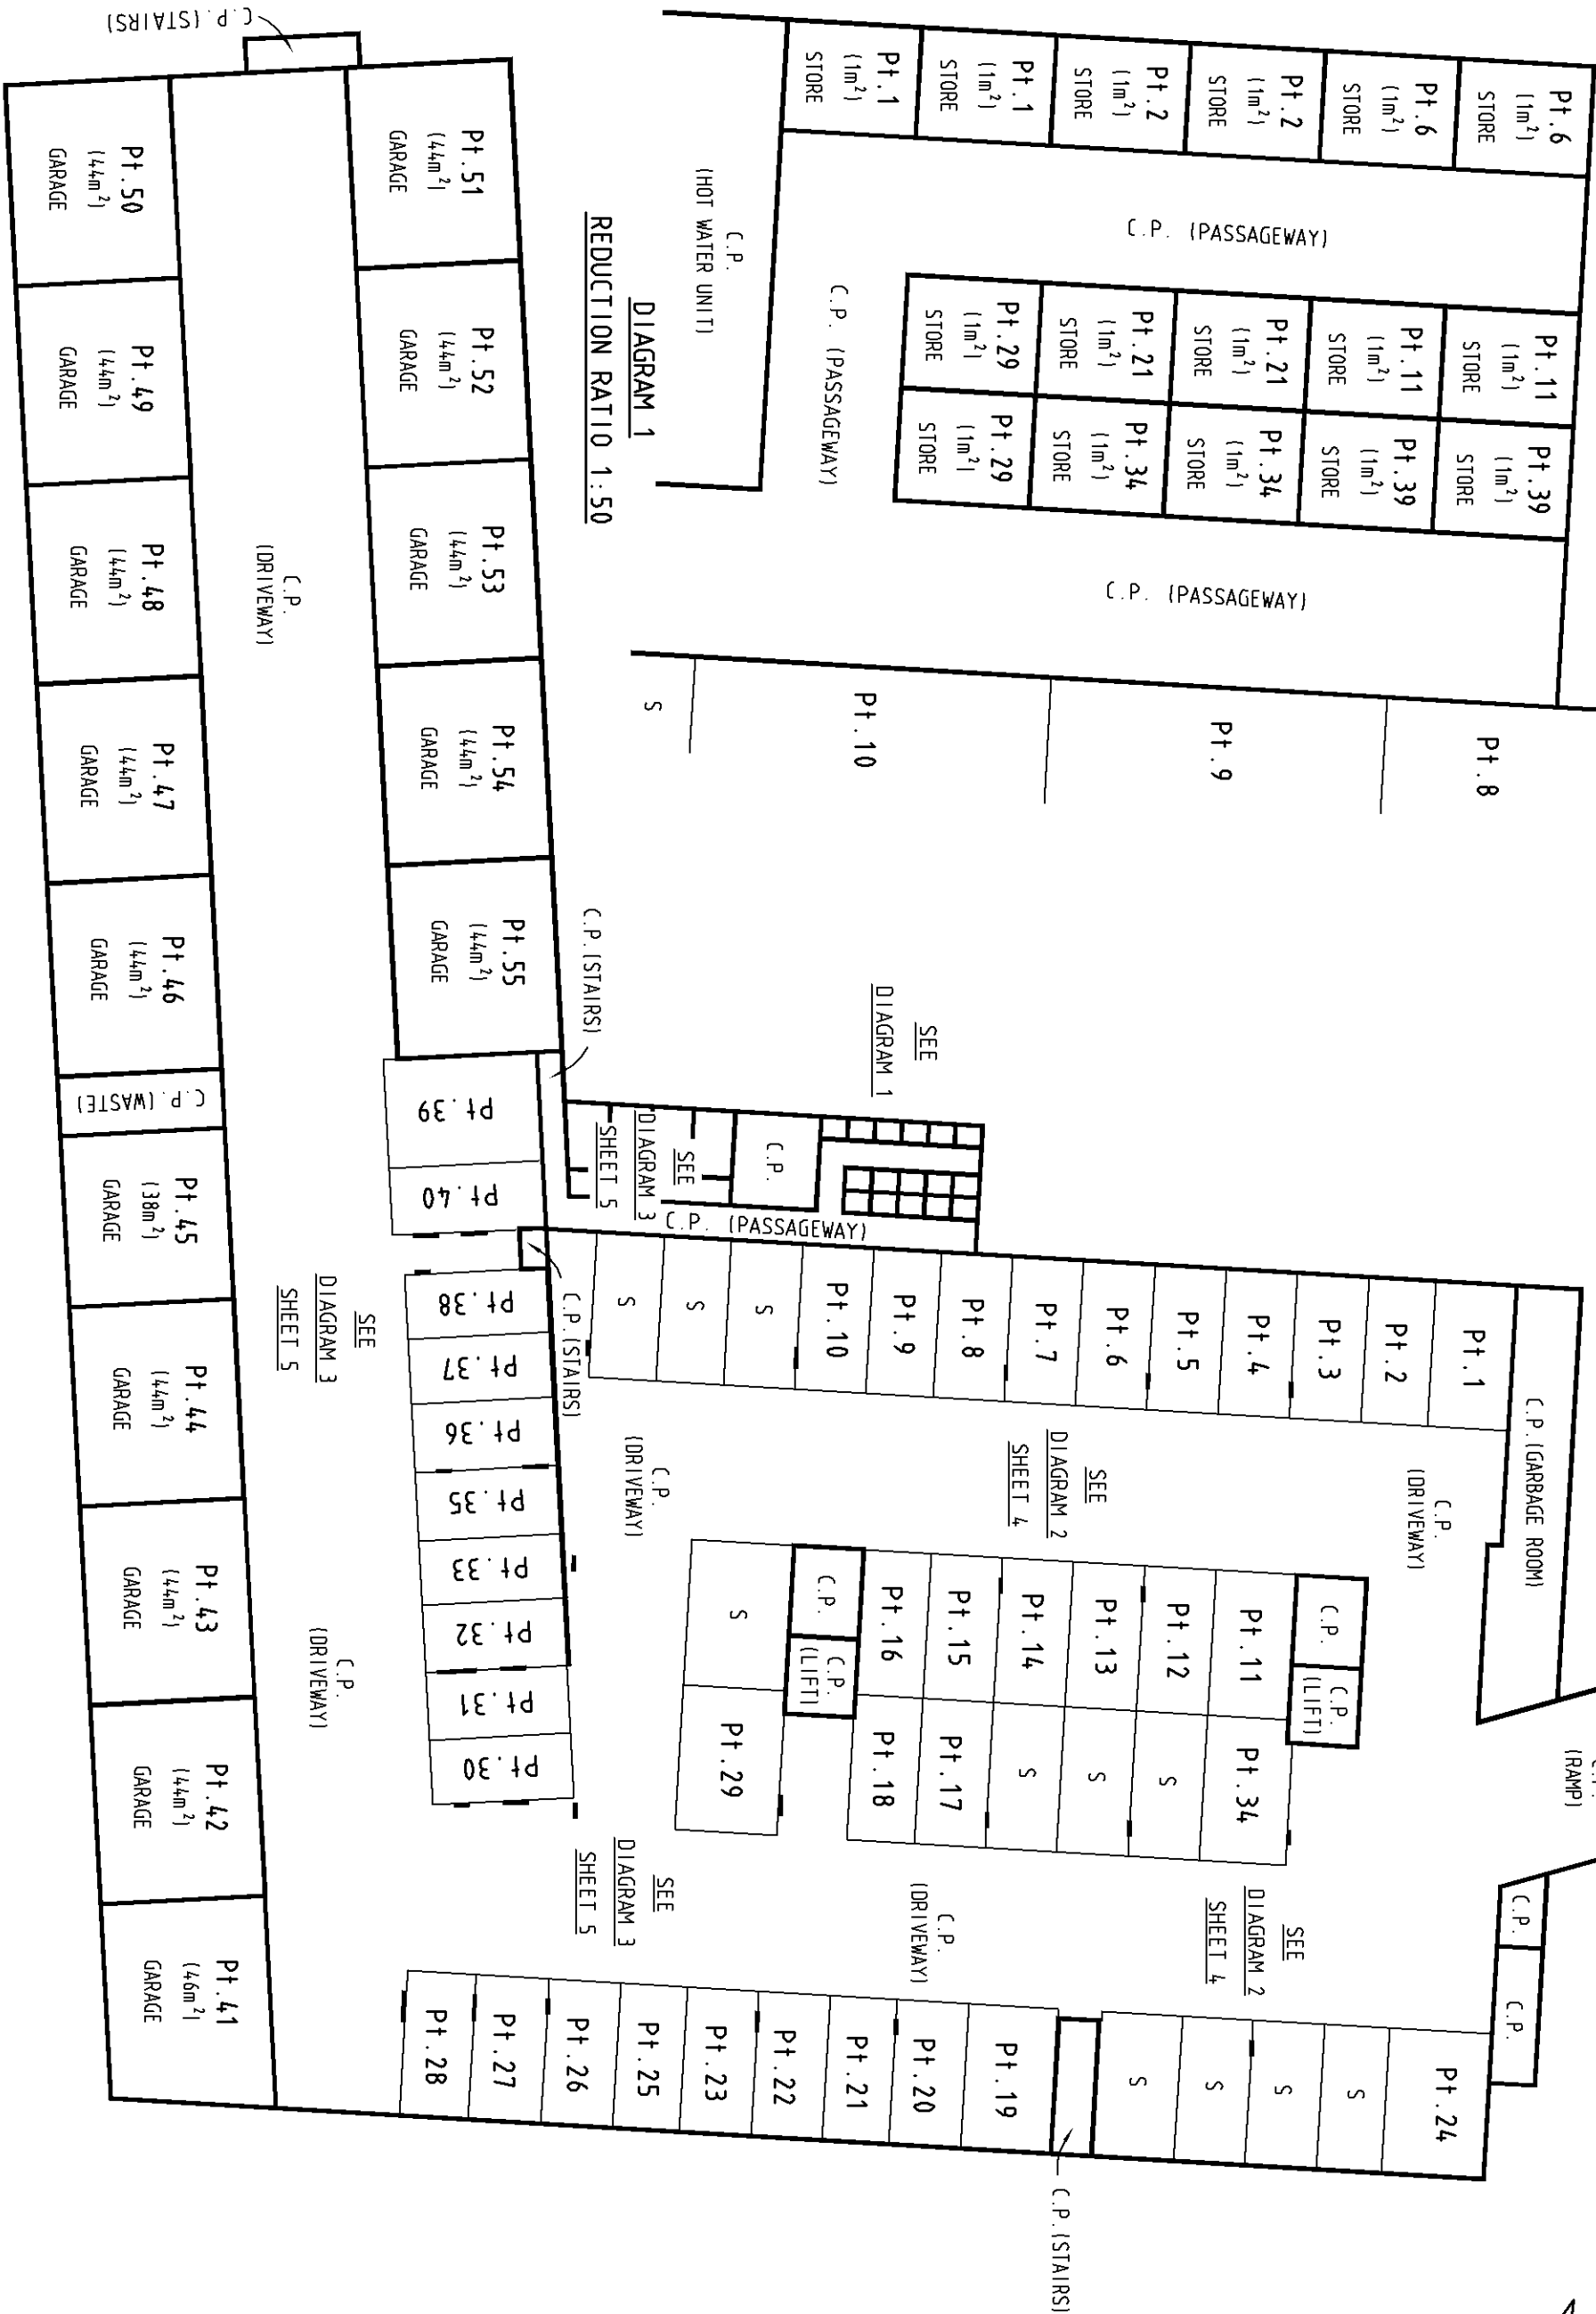 C.P. (STAIRS)
Pt.6
(1m²)
STORE
Pt.6
(1m²)
STORE
Pt.2
(1m²)
STORE
Pt.2
(1m²)
STORE
Pt.1
(1m²)
STORE
Pt.1
(1m²)
STORE
C.P. (PASSAGEWAY)
C.P.
(HOT WATER UNIT)
C.P. (PASSAGEWAY)
Pt.11
(1m²)
STORE
Pt.11
(1m²)
STORE
Pt.21
(1m²)
STORE
Pt.21
(1m²)
STORE
Pt.29
(1m²)
STORE
Pt.39
(1m²)
STORE
Pt.39
(1m²)
STORE
Pt.34
(1m²)
STORE
Pt.34
(1m²)
STORE
Pt.29
(1m²)
STORE
C.P. (PASSAGEWAY)
Pt.8
Pt.9
Pt.10
S
DIAGRAM 1
REDUCTION RATIO 1:50
Pt.51
(44m²)
GARAGE
Pt.52
(44m²)
GARAGE
Pt.53
(44m²)
GARAGE
Pt.54
(44m²)
GARAGE
Pt.55
(44m²)
GARAGE
C.P.
(DRIVEWAY)
Pt.50
(44m²)
GARAGE
Pt.49
(44m²)
GARAGE
Pt.48
(44m²)
GARAGE
Pt.47
(44m²)
GARAGE
Pt.46
(44m²)
GARAGE
C.P. (WASTE)
Pt.45
(38m²)
GARAGE
Pt.44
(44m²)
GARAGE
Pt.43
(44m²)
GARAGE
Pt.42
(44m²)
GARAGE
Pt.41
(46m²)
GARAGE
SEE
DIAGRAM 1
C.P. (STAIRS)
C.P.
SEE
DIAGRAM 3
SHEET 5
C.P. (PASSAGEWAY)
C.P. (STAIRS)
Pt.39
Pt.40
Pt.38
Pt.37
Pt.36
Pt.35
Pt.33
Pt.32
Pt.31
Pt.30
SEE
DIAGRAM 3
SHEET 5
C.P.
(DRIVEWAY)
C.P. (GARBAGE ROOM)
Pt.1
Pt.2
Pt.3
Pt.4
Pt.5
Pt.6
Pt.7
Pt.8
Pt.9
Pt.10
S
S
S
C.P.
(DRIVEWAY)
SEE
DIAGRAM 2
SHEET 4
C.P.
(DRIVEWAY)
C.P.
C.P.
(LIFT)
Pt.11
Pt.12
Pt.13
Pt.14
Pt.15
Pt.16
C.P.
C.P.
(LIFT)
S
Pt.34
S
S
S
Pt.17
Pt.18
Pt.29
(RAMP)
C.P.
C.P.
SEE
DIAGRAM 2
SHEET 4
C.P.
(DRIVEWAY)
SEE
DIAGRAM 3
SHEET 5
Pt.24
S
S
S
S
C.P. (STAIRS)
Pt.19
Pt.20
Pt.21
Pt.22
Pt.23
Pt.25
Pt.26
Pt.27
Pt.28